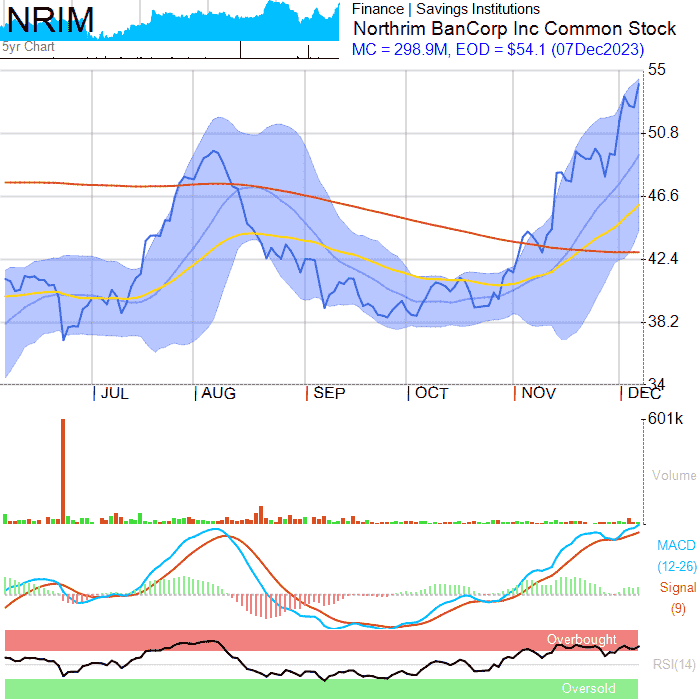 NRIM
5yr Chart
Finance | Savings Institutions
Northrim BanCorp Inc Common Stock
MC = 298.9M, EOD = $54.1 (07Dec2023)
55
50.8
46.6
42.4
38.2
34
JUL AUG SEP OCT NOV DEC
601k
Volume
MACD
(12-26)
Signal
(9)
Overbought
RSI(14)
Oversold